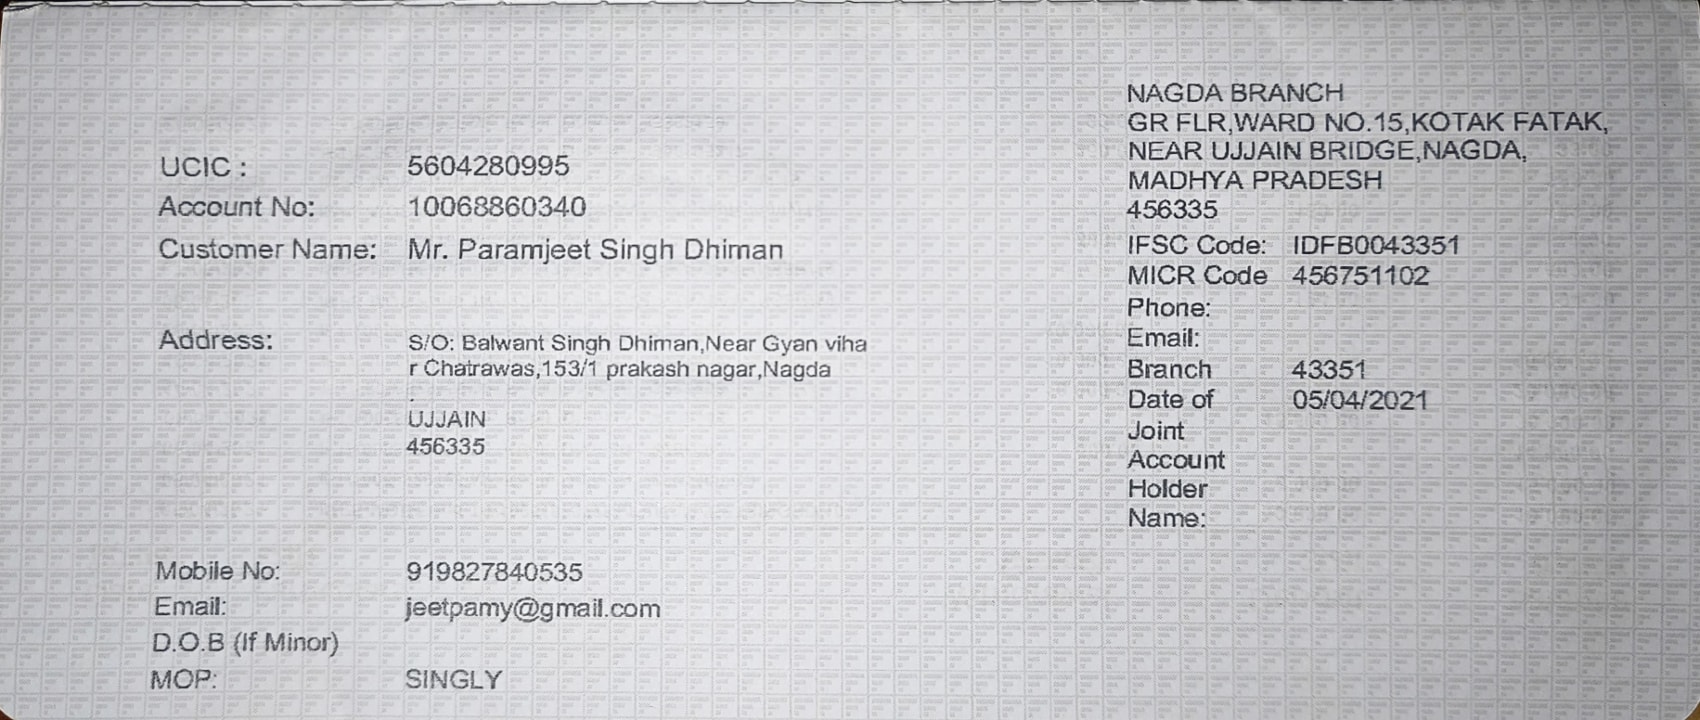 UCIC : 5604280995
Account No: 10068860340
Customer Name: Mr. Paramjeet Singh Dhiman
Address: S/O: Balwant Singh Dhiman,Near Gyan viha
r Chatrawas,153/1 prakash nagar,Nagda
.
UJJAIN
456335
Mobile No: 919827840535
Email: jeetpamy@gmail.com
D.O.B (If Minor)
MOP: SINGLY
NAGDA BRANCH
GR FLR,WARD NO.15,KOTAK FATAK,
NEAR UJJAIN BRIDGE,NAGDA,
MADHYA PRADESH
456335
IFSC Code: IDFB0043351
MICR Code 456751102
Phone:
Email:
Branch 43351
Date of 05/04/2021
Joint
Account
Holder
Name: